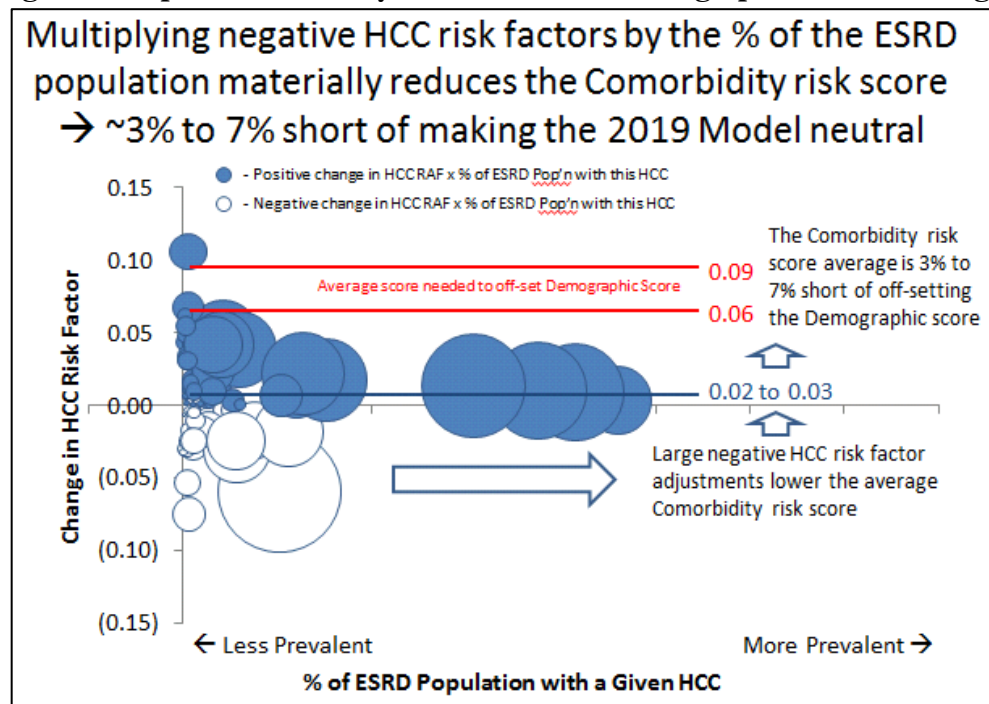 Multiplying negative HCC risk factors by the % of the ESRD
population materially reduces the Comorbidity risk score
→ ~3% to 7% short of making the 2019 Model neutral
- Positive change in HCC RAF x % of ESRD Pop'n with this HCC
- Negative change in HCC RAF x % of ESRD Pop'n with this HCC
0.15
0.10
0.05
0.00
(0.05)
(0.10)
(0.15)
Change in HCC Risk Factor
Average score needed to off-set Demographic Score
0.09
0.06
0.02 to 0.03
The Comorbidity risk
score average is 3% to
7% short of off-setting
the Demographic score
Large negative HCC risk factor
adjustments lower the average
Comorbidity risk score
← Less Prevalent
More Prevalent →
% of ESRD Population with a Given HCC